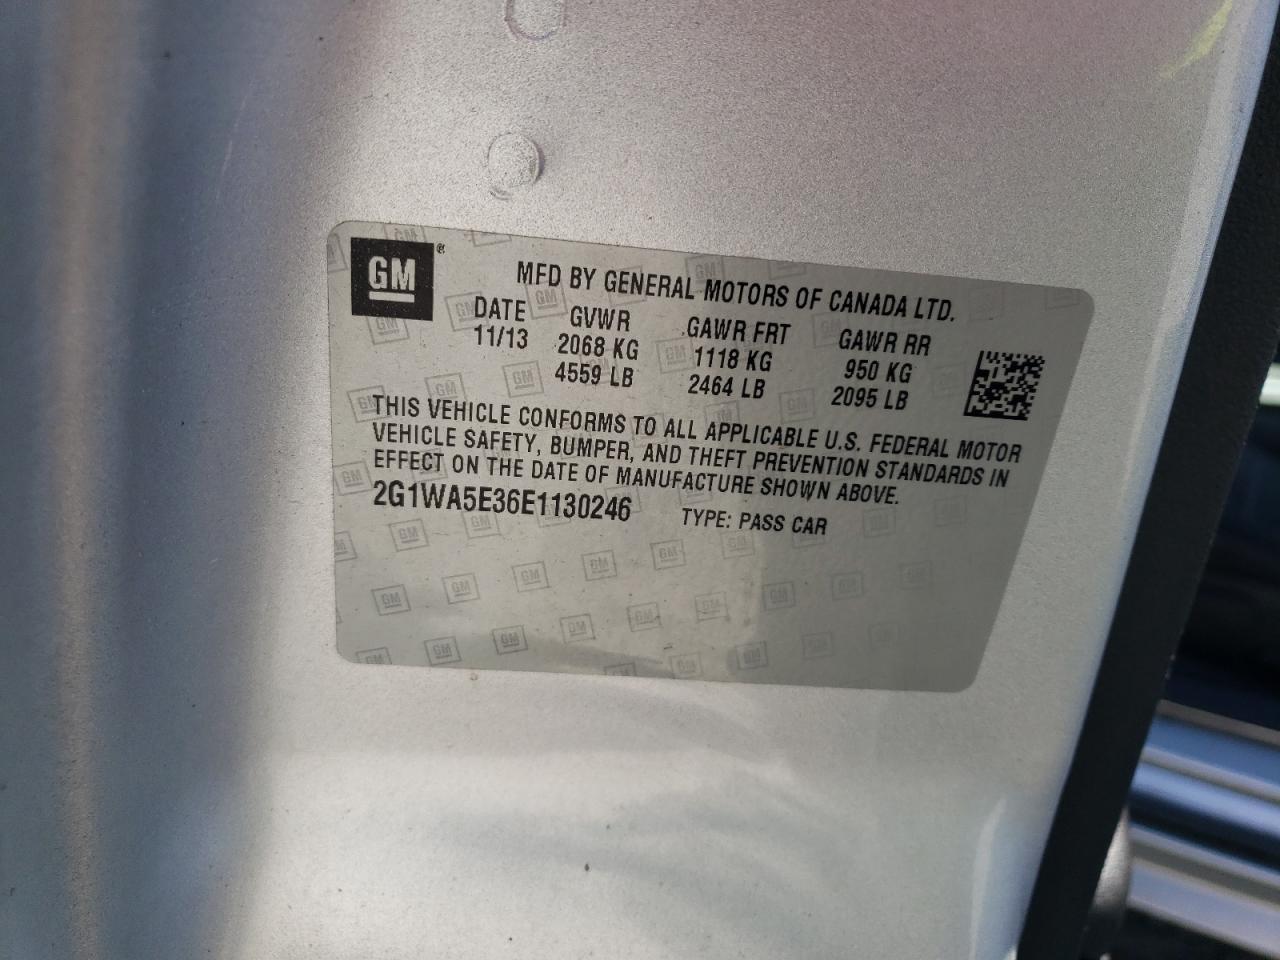 GM ®
MFD BY GENERAL MOTORS OF CANADA LTD.
DATE GVWR GAWR FRT GAWR RR
11/13 2068 KG 1118 KG 950 KG
4559 LB 2464 LB 2095 LB
THIS VEHICLE CONFORMS TO ALL APPLICABLE U.S. FEDERAL MOTOR
VEHICLE SAFETY, BUMPER, AND THEFT PREVENTION STANDARDS IN
EFFECT ON THE DATE OF MANUFACTURE SHOWN ABOVE.
2G1WA5E36E1130246 TYPE: PASS CAR